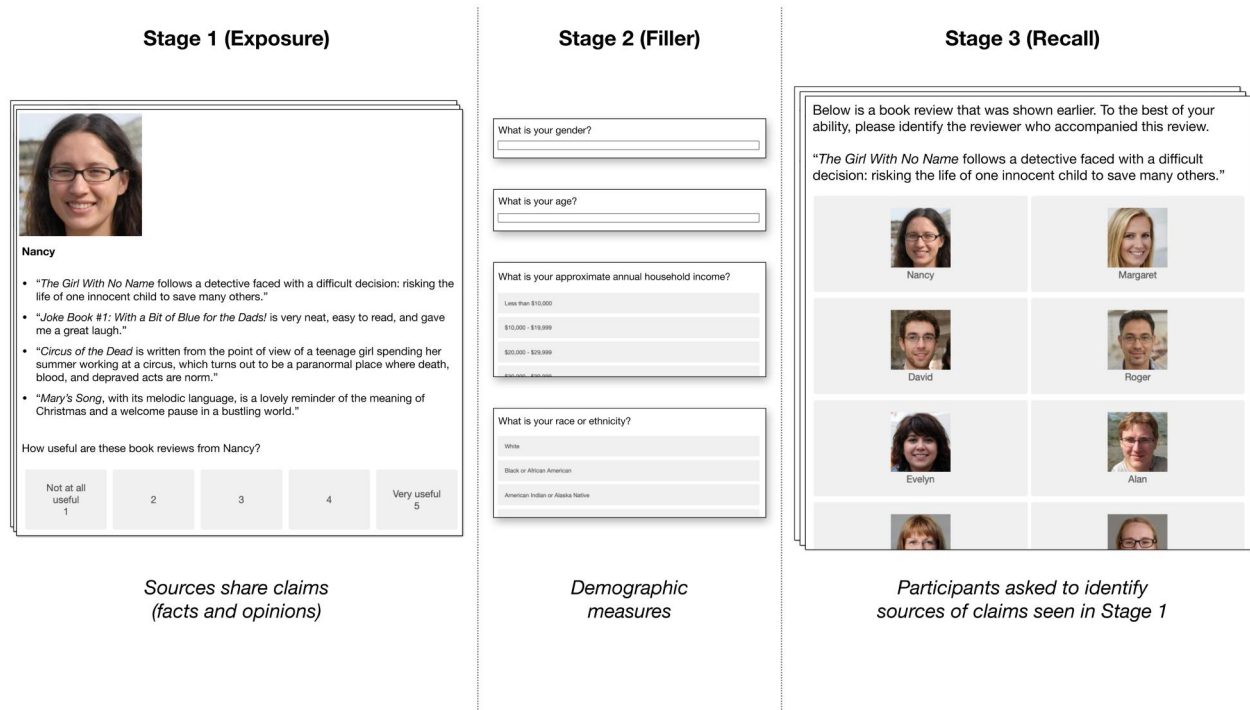 Stage 1 (Exposure)
Nancy
• “The Girl With No Name follows a detective faced with a difficult decision: risking the
life of one innocent child to save many others.”
• “Joke Book #1: With a Bit of Blue for the Dads! is very neat, easy to read, and gave
me a great laugh.”
• “Circus of the Dead is written from the point of view of a teenage girl spending her
summer working at a circus, which turns out to be a paranormal place where death,
blood, and depraved acts are norm.”
• “Mary’s Song, with its melodic language, is a lovely reminder of the meaning of
Christmas and a welcome pause in a bustling world.”
How useful are these book reviews from Nancy?
Not at all
useful
1
2
3
4
Very useful
5
Sources share claims
(facts and opinions)
Stage 2 (Filler)
What is your gender?
What is your age?
What is your approximate annual household income?
Less than $10,000
$10,000 - $19,999
$20,000 - $29,999
What is your race or ethnicity?
White
Black or African American
American Indian or Alaska Native
Demographic
measures
Stage 3 (Recall)
Below is a book review that was shown earlier. To the best of your
ability, please identify the reviewer who accompanied this review.
“The Girl With No Name follows a detective faced with a difficult
decision: risking the life of one innocent child to save many others.”
Nancy
Margaret
David
Roger
Evelyn
Alan
Participants asked to identify
sources of claims seen in Stage 1